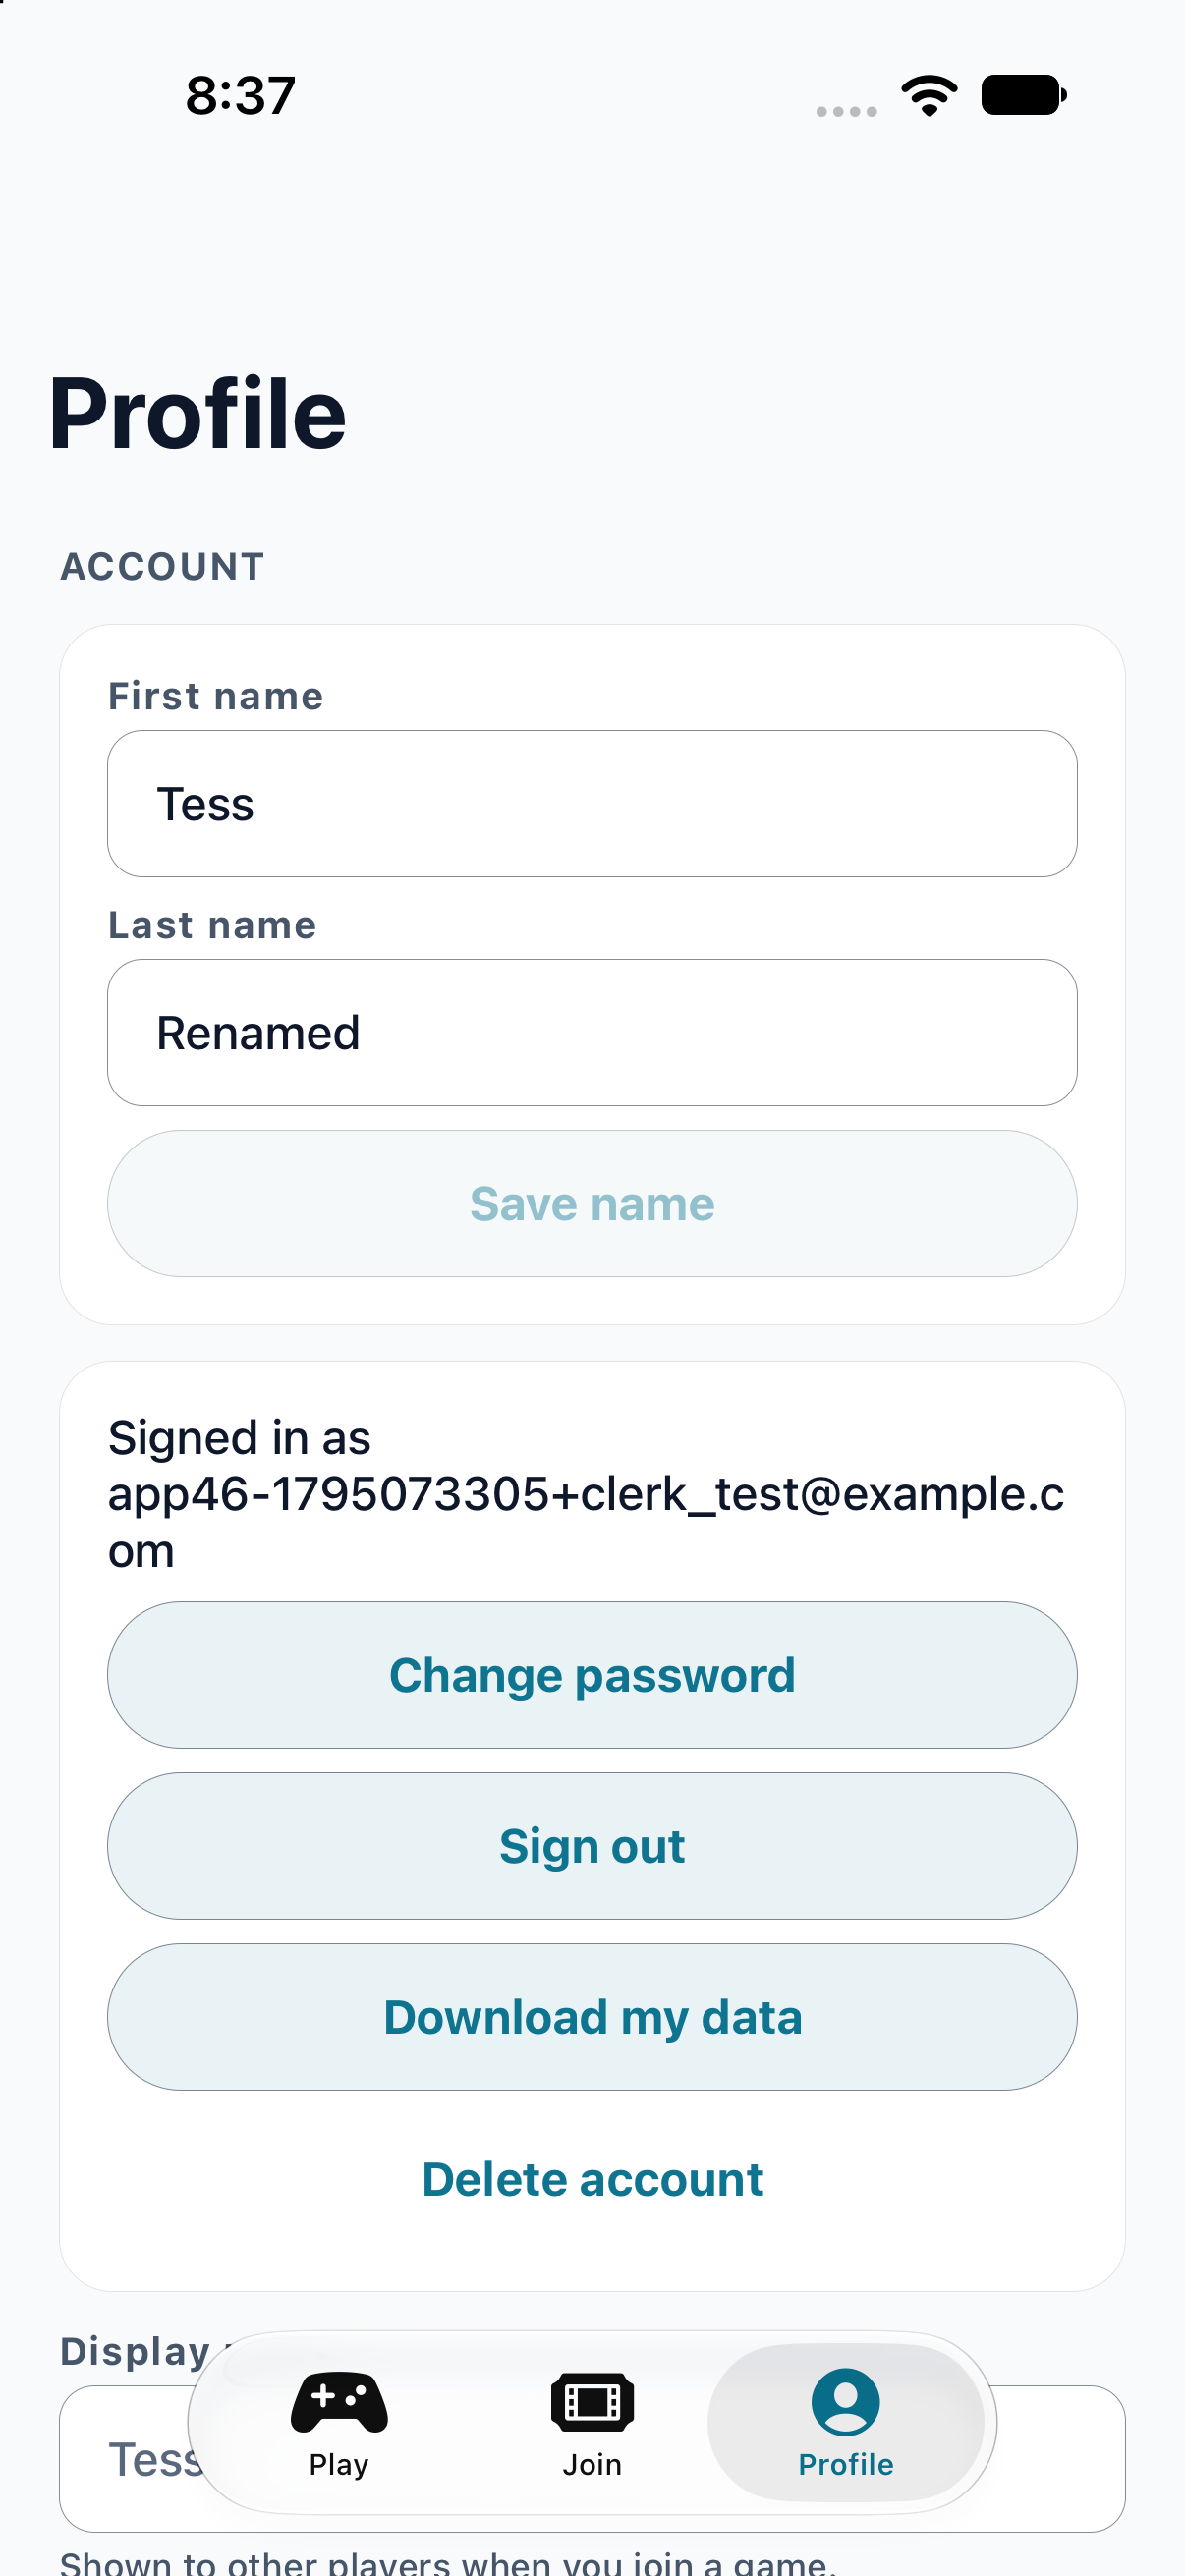 8:37
Profile
ACCOUNT
First name
Tess
Last name
Renamed
Save name
Signed in as
app46-1795073305+clerk_test@example.c
om
Change password
Sign out
Download my data
Delete account
Display
Tess
Play
Join
Profile
Shown to other players when you join a game.